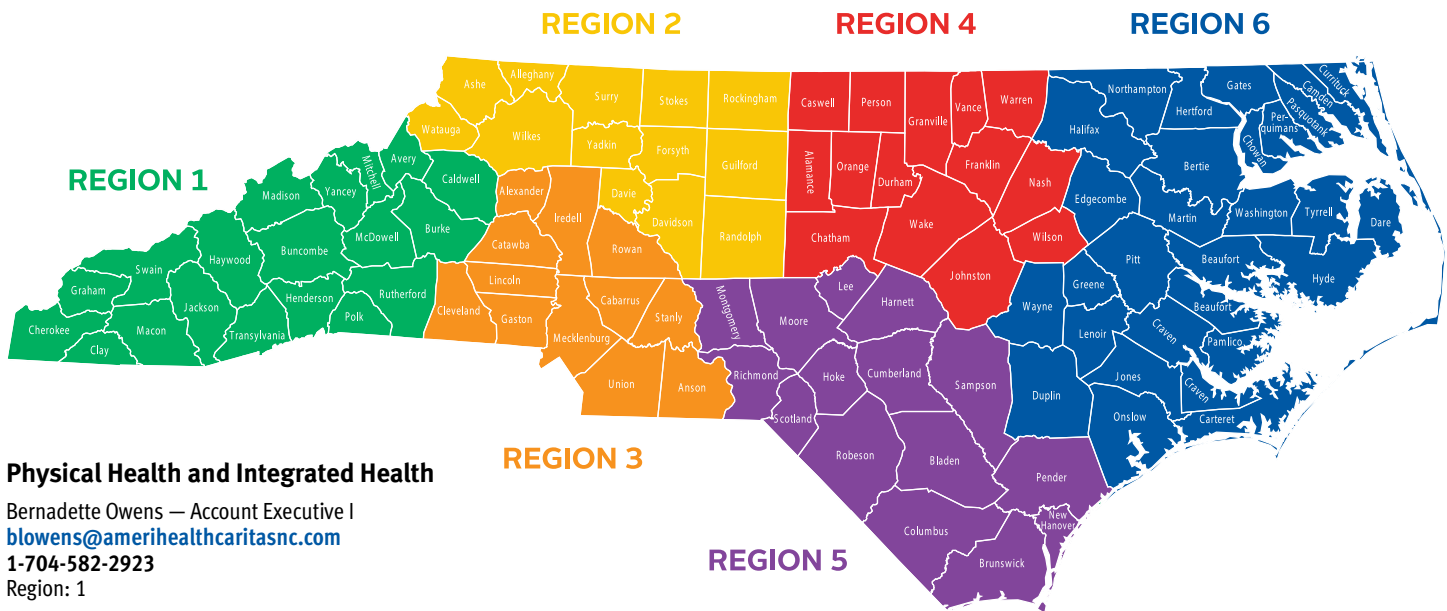 REGION 2
REGION 4
REGION 6
REGION 1
REGION 3
REGION 5
Ashe
Alleghany
Surry
Stokes
Rockingham
Watauga
Wilkes
Yadkin
Forsyth
Guilford
Davie
Davidson
Randolph
Caswell
Person
Granville
Vance
Warren
Alamance
Orange
Durham
Franklin
Nash
Chatham
Wake
Wilson
Johnston
Northampton
Gates
Currituck
Camden
Pasquotank
Per-
quimans
Chowan
Hertford
Halifax
Bertie
Edgecombe
Martin
Washington
Tyrrell
Dare
Pitt
Beaufort
Hyde
Wayne
Greene
Beaufort
Lenoir
Craven
Pamlico
Jones
Craven
Duplin
Onslow
Carteret
Avery
Mitchell
Caldwell
Madison
Yancey
Burke
McDowell
Buncombe
Haywood
Swain
Graham
Jackson
Henderson
Rutherford
Polk
Transylvania
Cherokee
Macon
Clay
Alexander
Iredell
Catawba
Rowan
Lincoln
Cleveland
Gaston
Cabarrus
Stanly
Mecklenburg
Union
Anson
Montgomery
Moore
Lee
Harnett
Richmond
Hoke
Cumberland
Sampson
Scotland
Robeson
Bladen
Pender
New
Hanover
Columbus
Brunswick
Physical Health and Integrated Health
Bernadette Owens — Account Executive I
blowens@amerihealthcaritasnc.com
1-704-582-2923
Region: 1